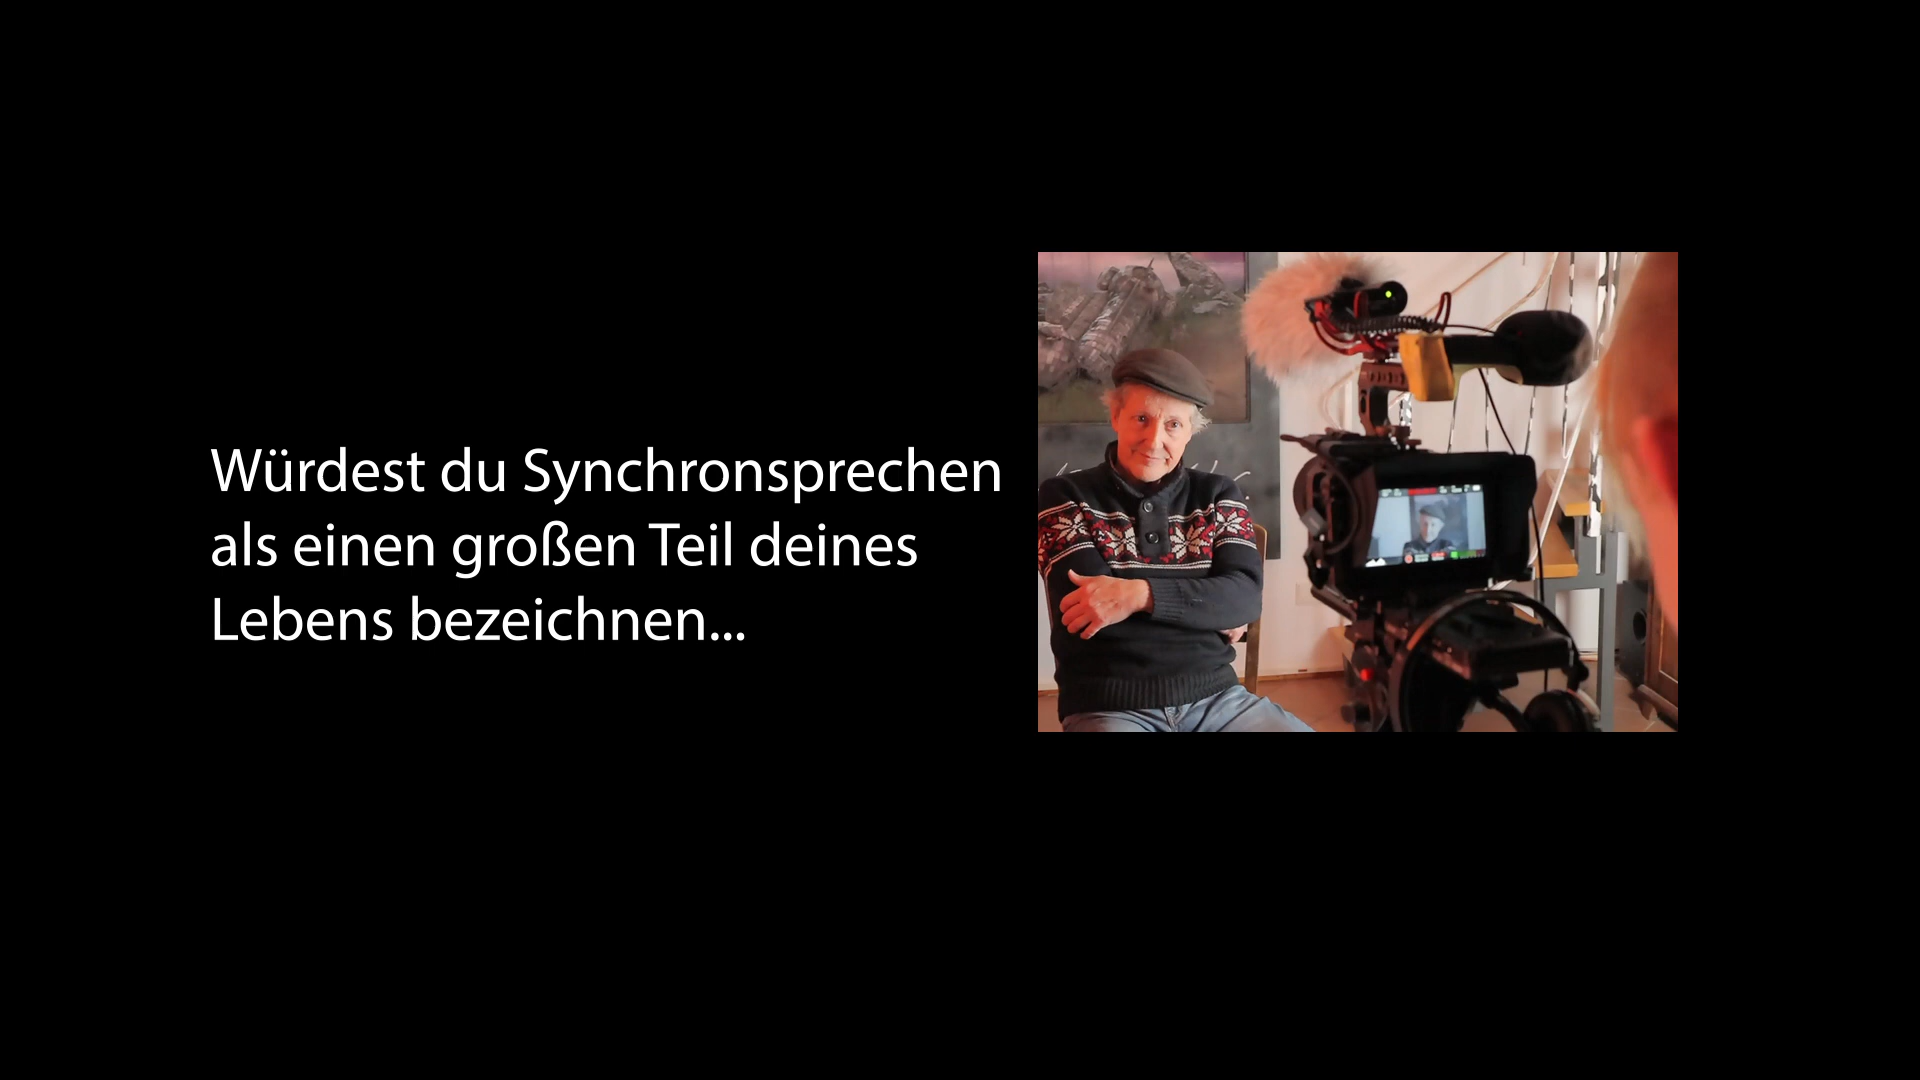 Würdest du Synchronsprechen
als einen großen Teil deines
Lebens bezeichnen...